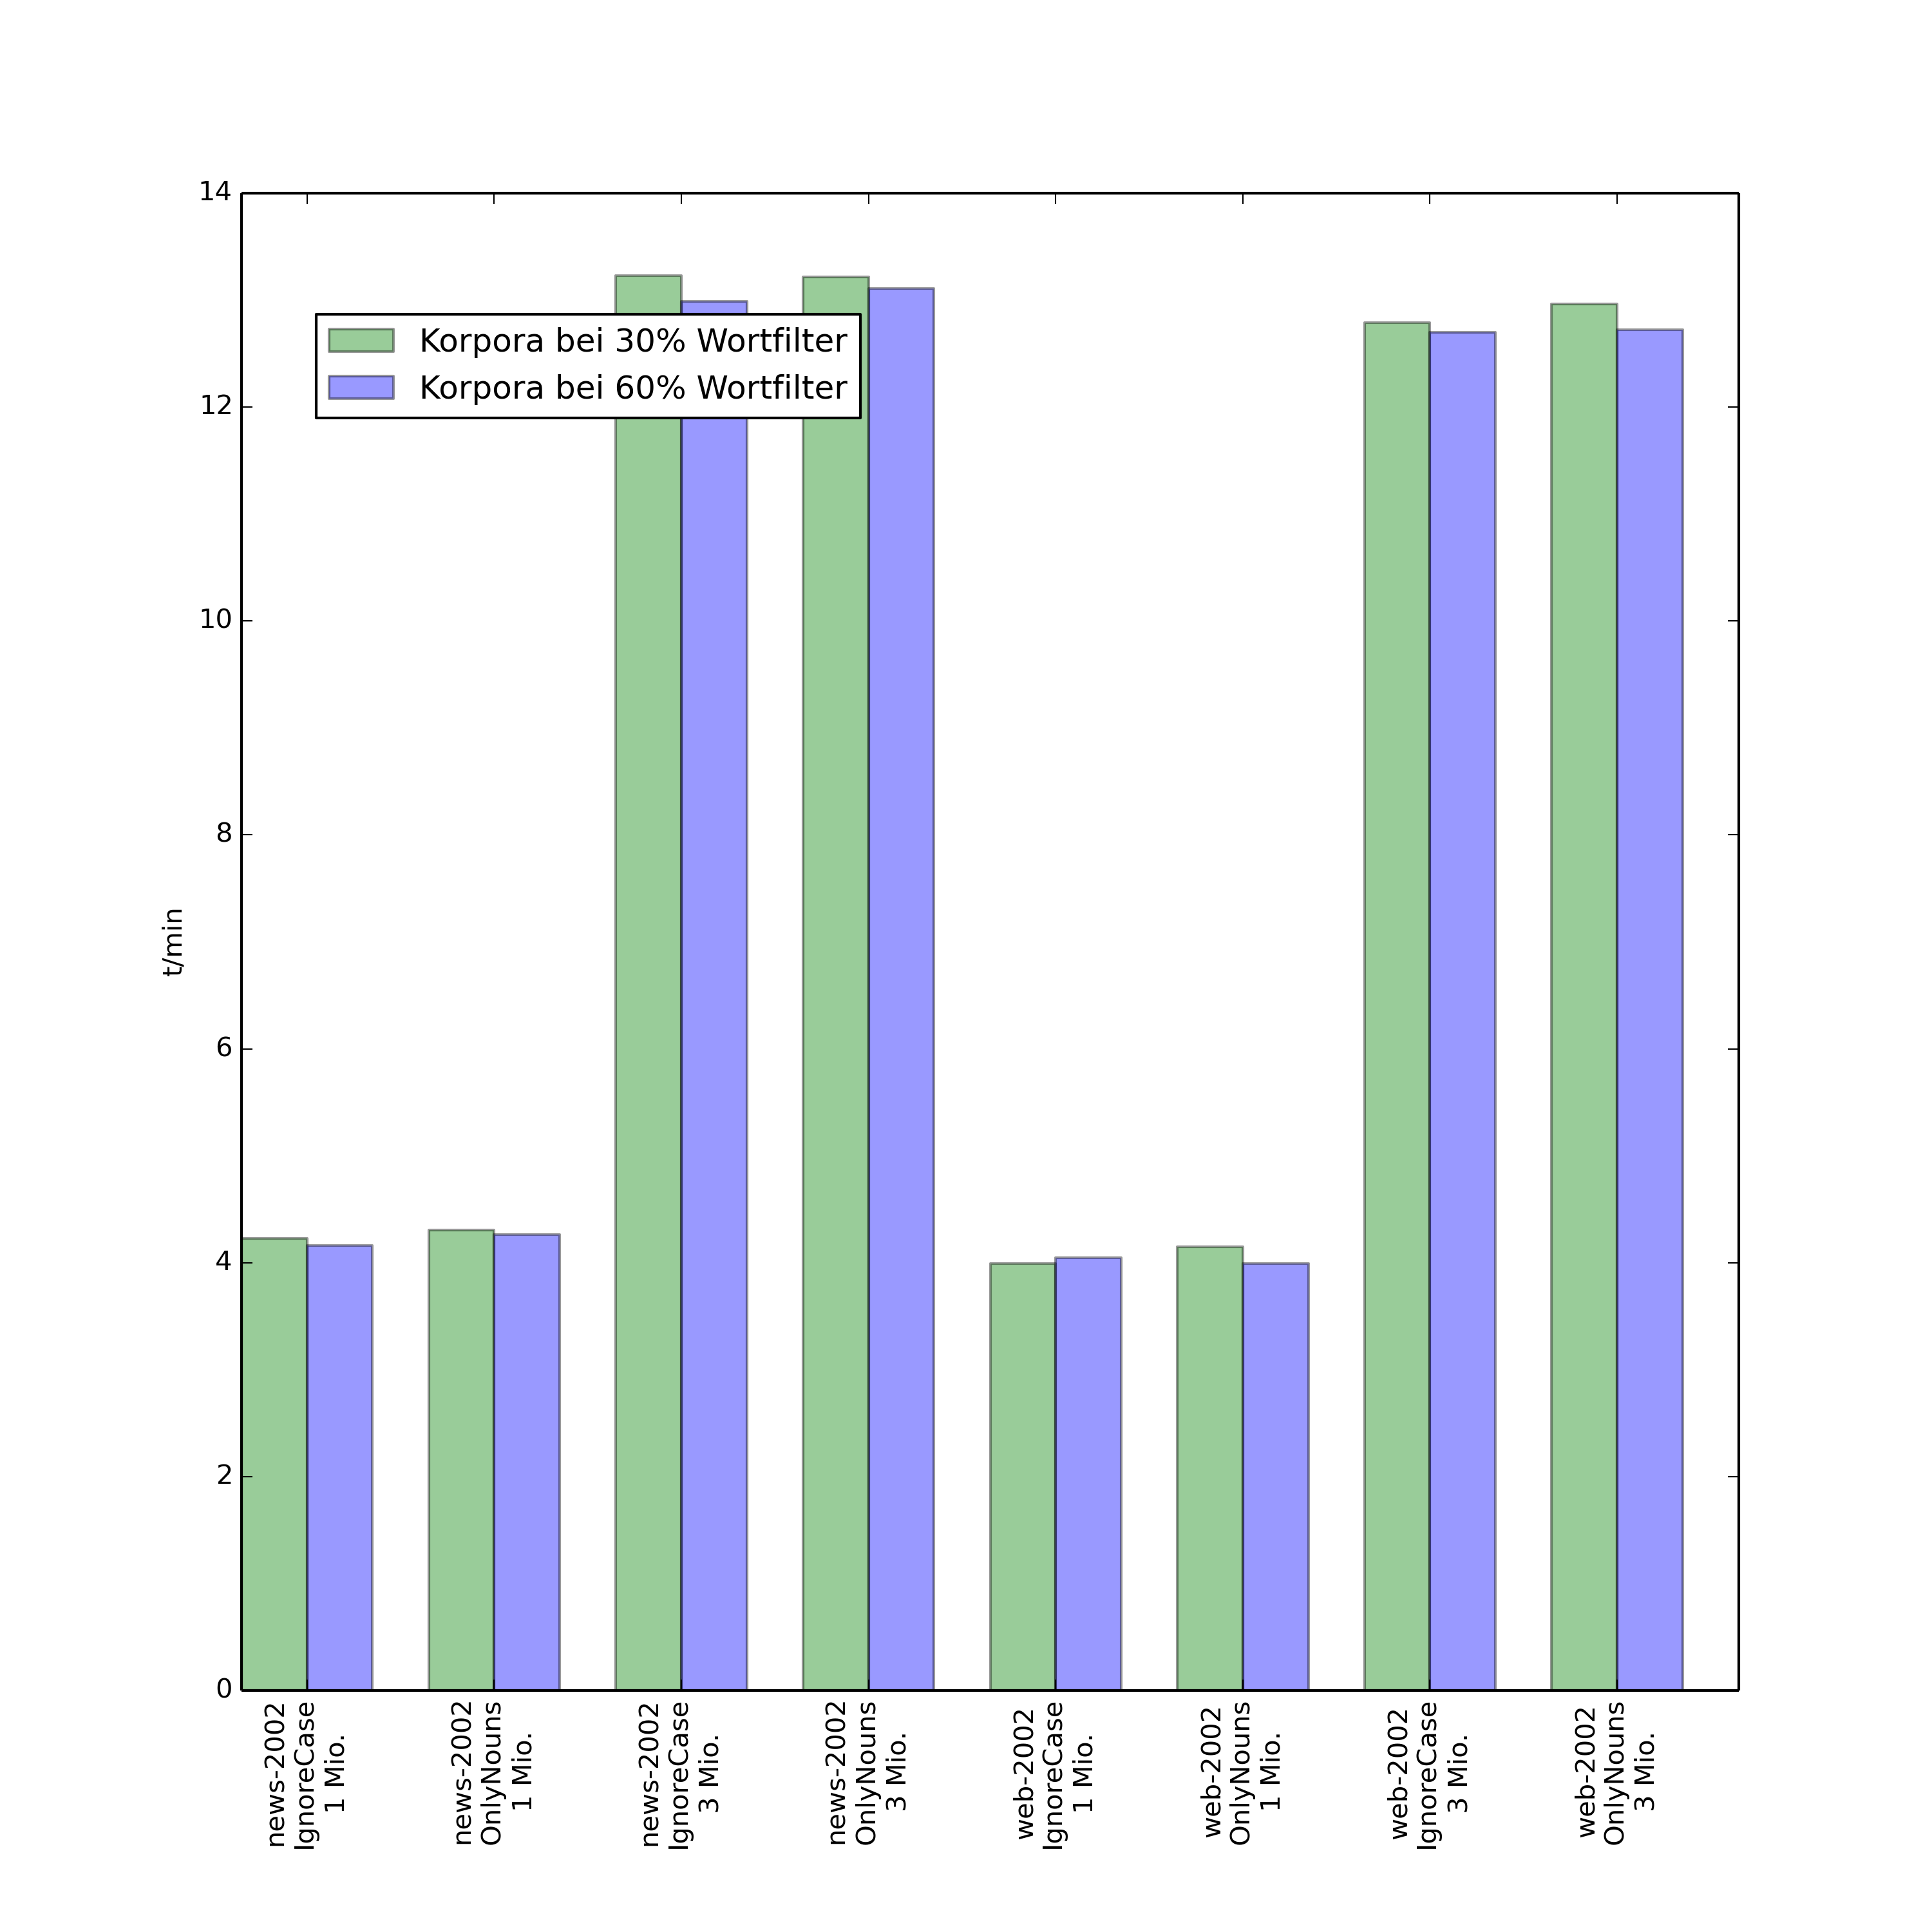 14
12
10
8
6
4
2
0
t/min
Korpora bei 30% Wortfilter
Korpora bei 60% Wortfilter
news-2002
IgnoreCase
1 Mio.
news-2002
OnlyNouns
1 Mio.
news-2002
IgnoreCase
3 Mio.
news-2002
OnlyNouns
3 Mio.
web-2002
IgnoreCase
1 Mio.
web-2002
OnlyNouns
1 Mio.
web-2002
IgnoreCase
3 Mio.
web-2002
OnlyNouns
3 Mio.